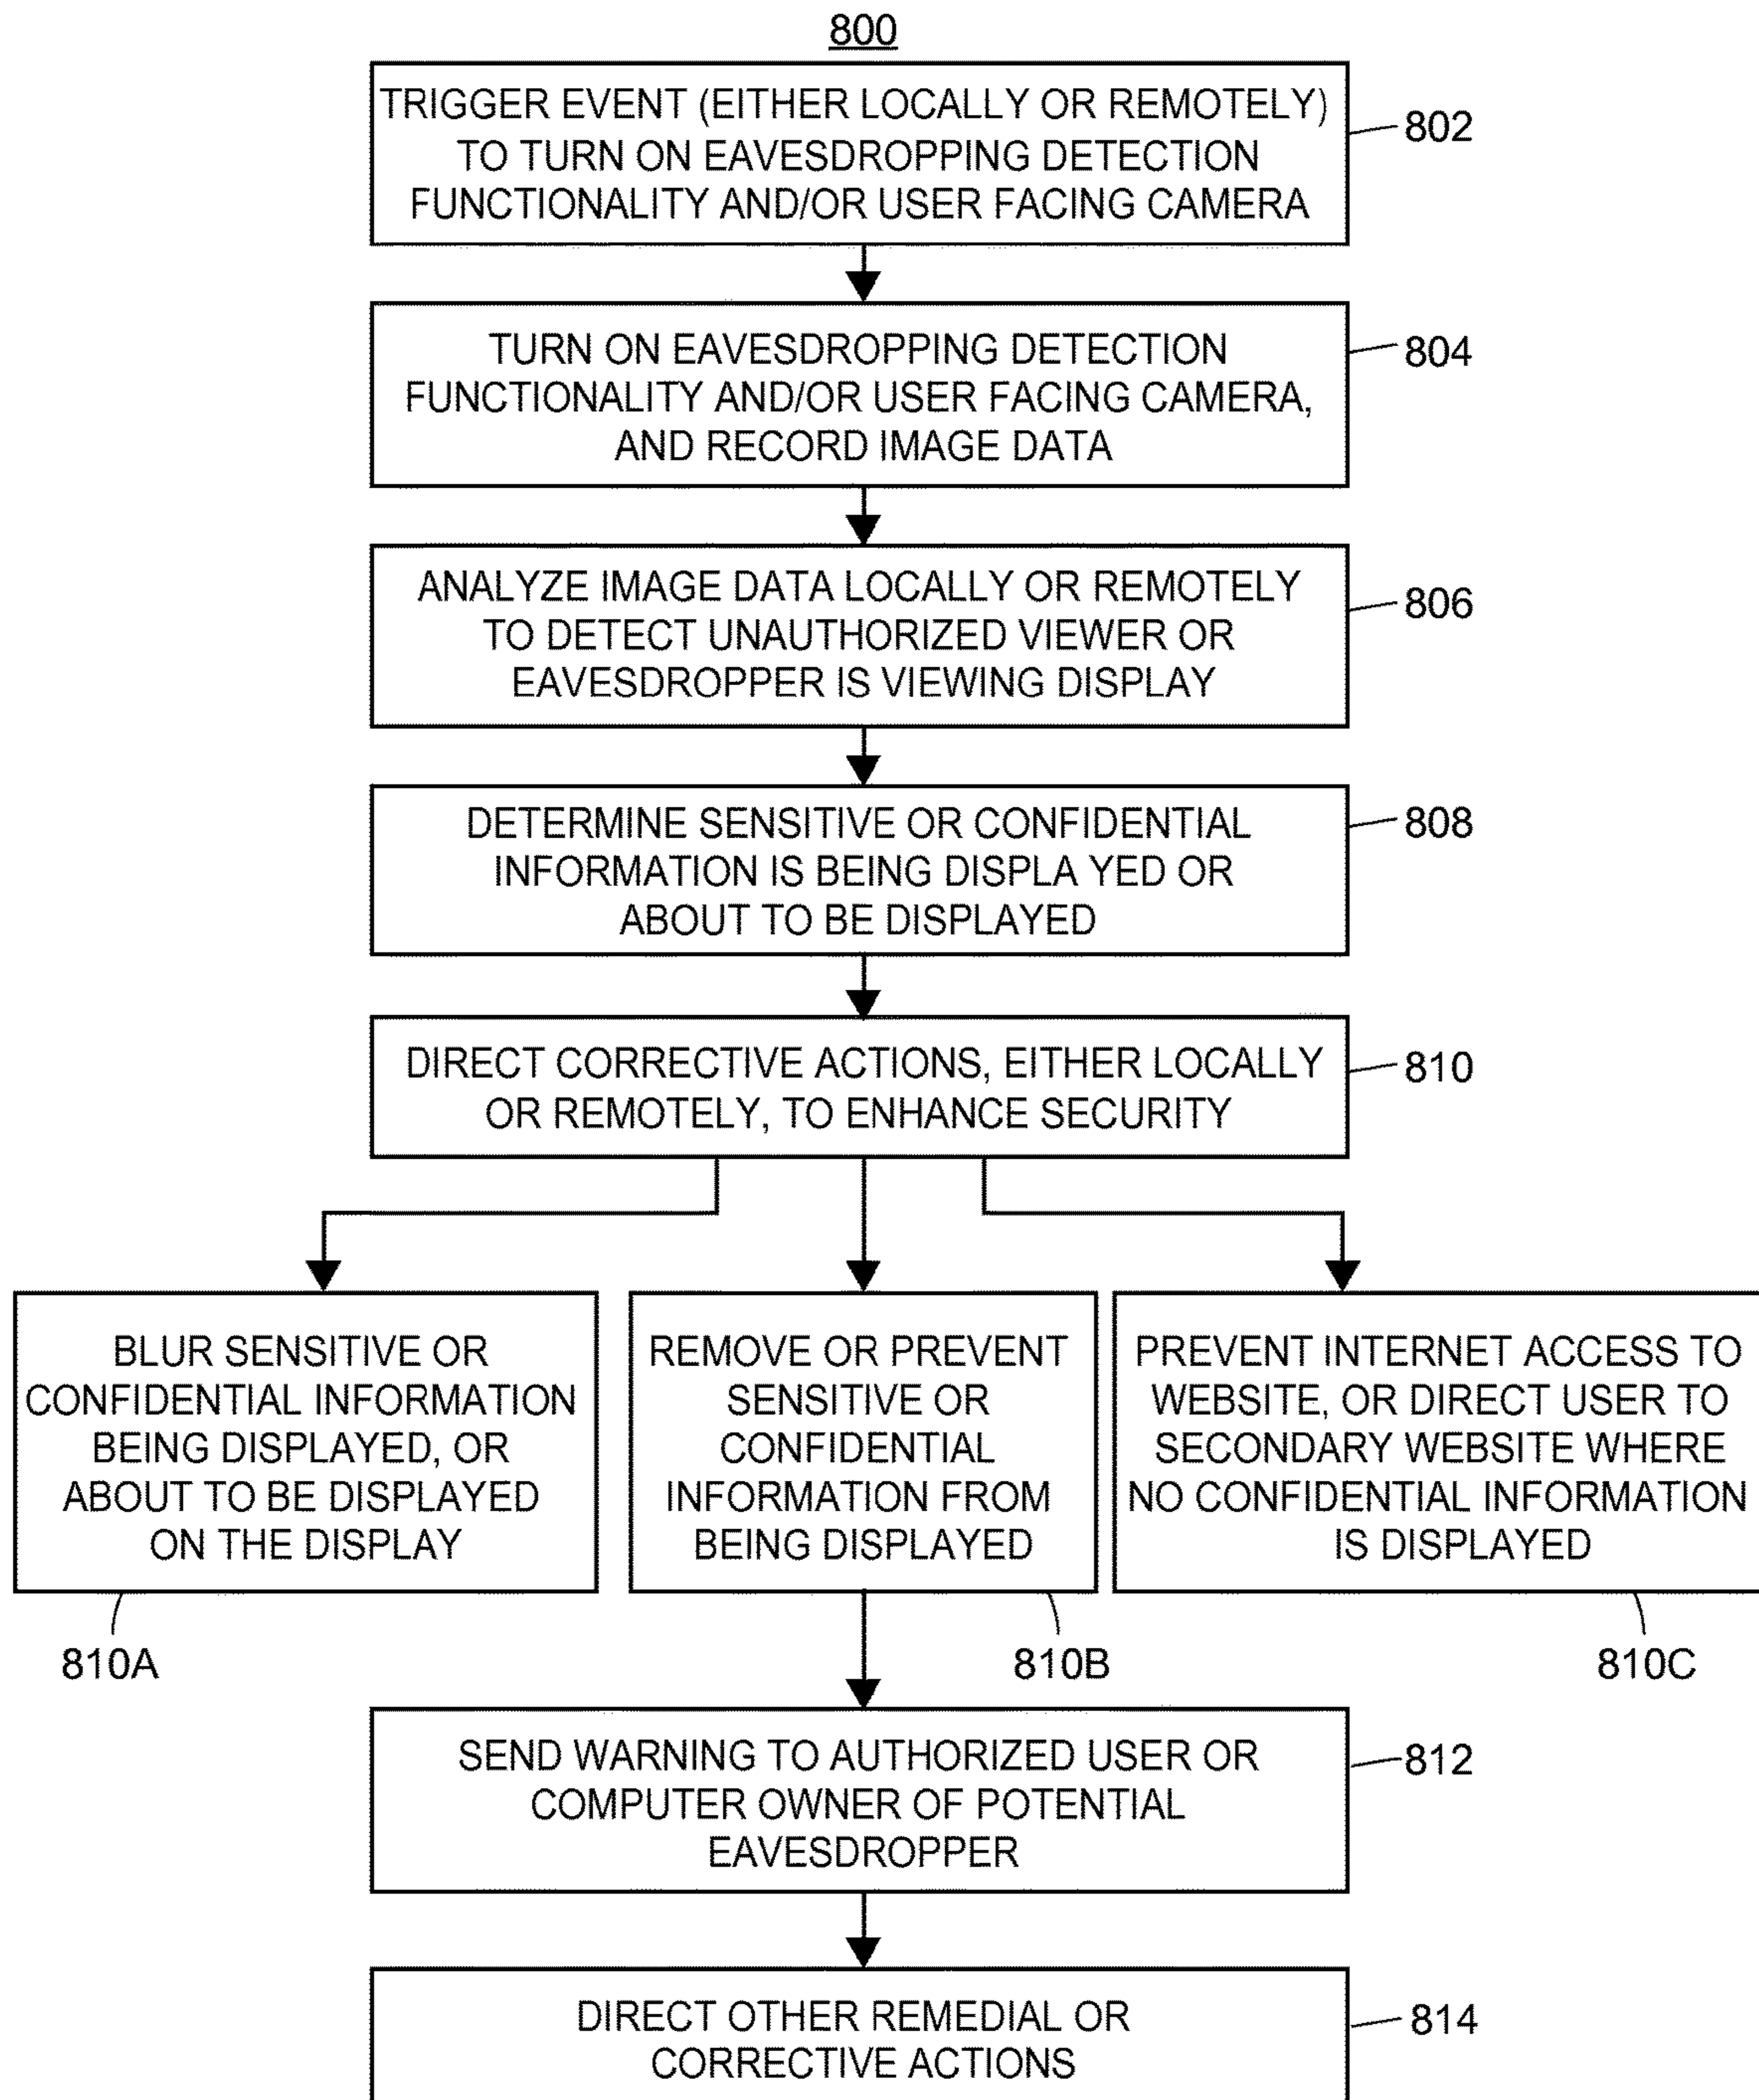 800
TRIGGER EVENT (EITHER LOCALLY OR REMOTELY)
TO TURN ON EAVESDROPPING DETECTION
FUNCTIONALITY AND/OR USER FACING CAMERA
802
TURN ON EAVESDROPPING DETECTION
FUNCTIONALITY AND/OR USER FACING CAMERA,
AND RECORD IMAGE DATA
804
ANALYZE IMAGE DATA LOCALLY OR REMOTELY
TO DETECT UNAUTHORIZED VIEWER OR
EAVESDROPPER IS VIEWING DISPLAY
806
DETERMINE SENSITIVE OR CONFIDENTIAL
INFORMATION IS BEING DISPLA YED OR
ABOUT TO BE DISPLAYED
808
DIRECT CORRECTIVE ACTIONS, EITHER LOCALLY
OR REMOTELY, TO ENHANCE SECURITY
810
BLUR SENSITIVE OR
CONFIDENTIAL INFORMATION
BEING DISPLAYED, OR
ABOUT TO BE DISPLAYED
ON THE DISPLAY
810A
REMOVE OR PREVENT
SENSITIVE OR
CONFIDENTIAL
INFORMATION FROM
BEING DISPLAYED
810B
PREVENT INTERNET ACCESS TO
WEBSITE, OR DIRECT USER TO
SECONDARY WEBSITE WHERE
NO CONFIDENTIAL INFORMATION
IS DISPLAYED
810C
SEND WARNING TO AUTHORIZED USER OR
COMPUTER OWNER OF POTENTIAL
EAVESDROPPER
812
DIRECT OTHER REMEDIAL OR
CORRECTIVE ACTIONS
814